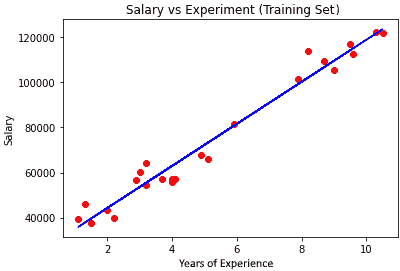 Salary vs Experiment (Training Set)
120000
100000
80000
60000
40000
Salary
2 4 6 8 10
Years of Experience